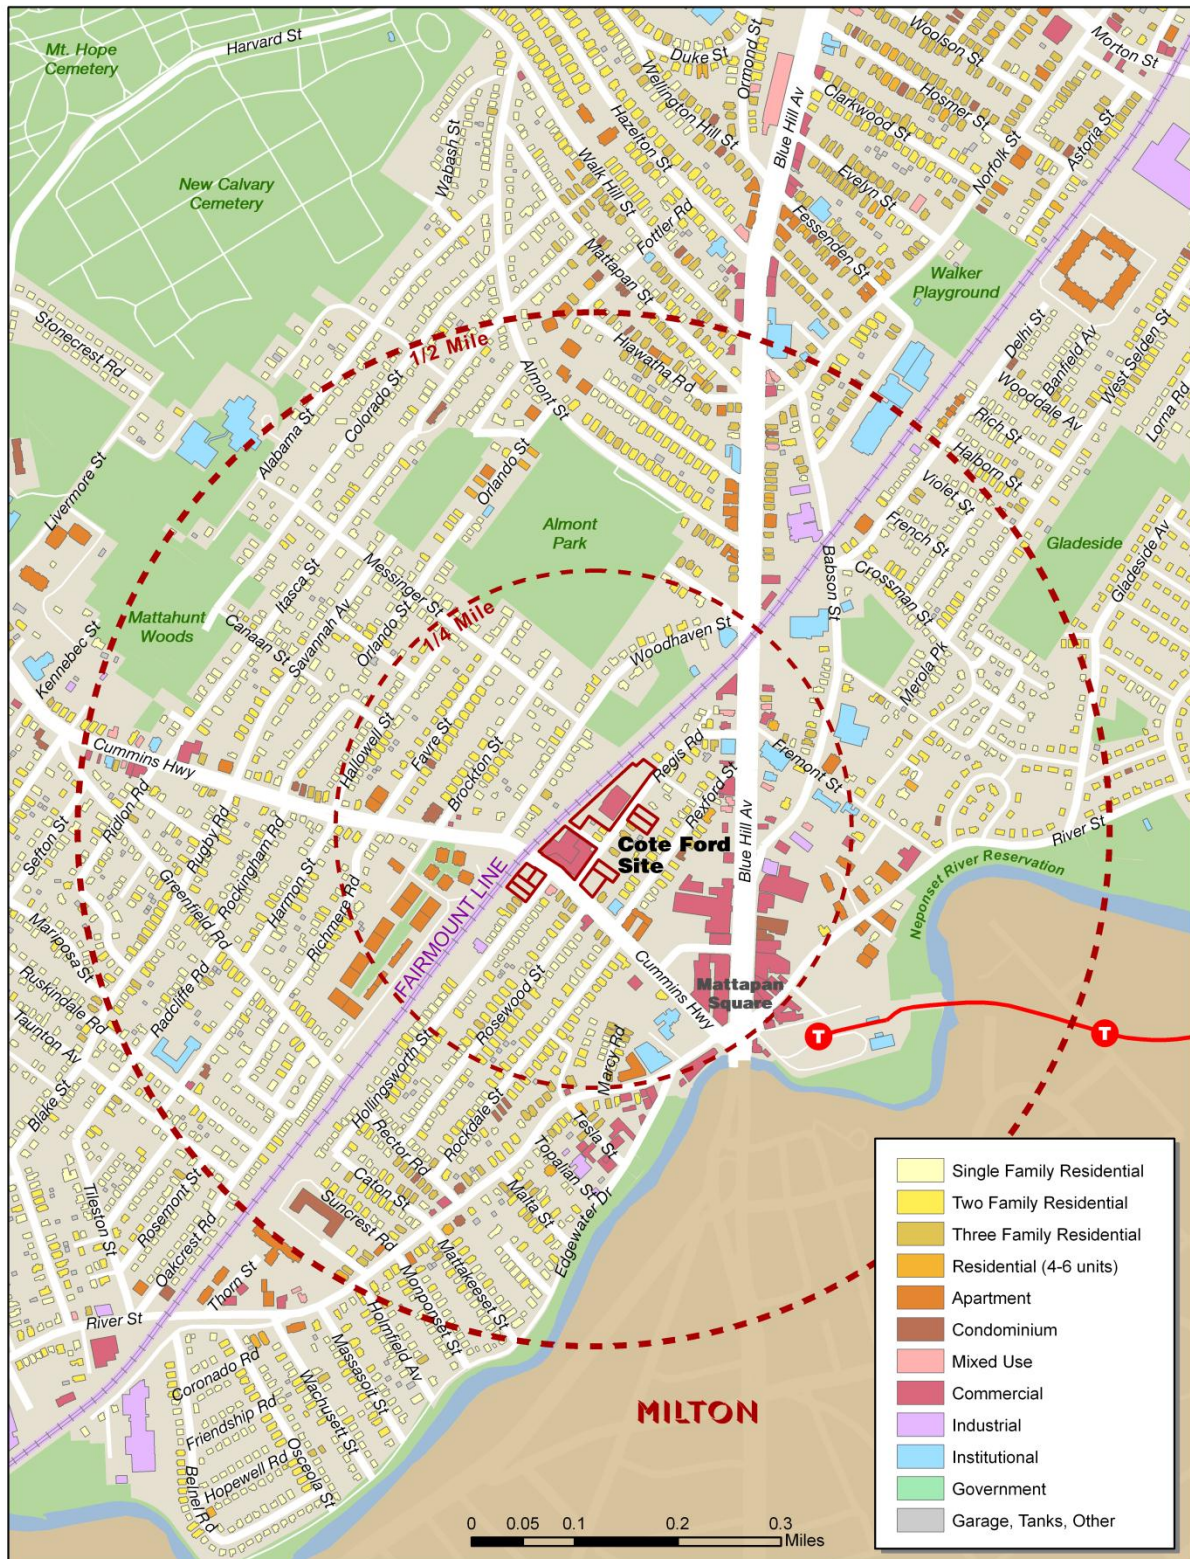 Mt. Hope
Cemetery
Harvard St
Duke St
Ormond St
Woolson St
Morton St
Wellington Hill St
Hosmer St
Clarkwood St
Blue Hill Av
Hazelton St
Wabash St
Walk Hill St
Norfolk St
Astoria St
Evelyn St
New Calvary
Cemetery
Fottler Rd
Fessenden St
Mattapan St
Walker
Playground
Stonecrest Rd
1/2 Mile
Hiawatha Rd
Delhi St
Banfield Av
West Selden St
Wooddale Av
Lorna Rd
Colorado St
Almont St
Alabama St
Rich St
Halborn St
Orlando St
Violet St
Livermore St
Almont
Park
French St
Gladeside
Gladeside Av
Messinger St
Babson St
Crossman St
Itasca St
Mattahunt
Woods
Savannah Av
Orlando St
1/4 Mile
Canaan St
Woodhaven St
Kennebec St
Merola Pk
Hallowell St
Favre St
Brockton St
Regis Rd
Fremont St
Cummins Hwy
Rexford St
Ridlon Rd
Sefton St
Rugby Rd
Rockingham Rd
Blue Hill Av
River St
Cote Ford
Site
Neponset River Reservation
Greenfield Rd
Harmon St
Richmere Rd
FAIRMOUNT LINE
Mariposa St
Ruskindale Rd
Radcliffe Rd
Cummins Hwy
Mattapan
Square
Rosewood St
Taunton Av
T
T
Hollingsworth St
Marcy Rd
Blake St
Rockdale St
Tesla St
Rector Rd
Topalian St
Caton St
Malta St
Tileston St
Rosemont St
Suncrest Rd
Edgewater Dr
Oakcrest Rd
Mattakeeset St
Thorn St
Monponset St
River St
Holmfield Av
Coronado Rd
Massasoit St
Wachusett St
Friendship Rd
Osceola St
Hopewell Rd
Belnel Rd
MILTON
Single Family Residential
Two Family Residential
Three Family Residential
Residential (4-6 units)
Apartment
Condominium
Mixed Use
Commercial
Industrial
Institutional
Government
Garage, Tanks, Other
0 0.05 0.1 0.2 0.3
Miles